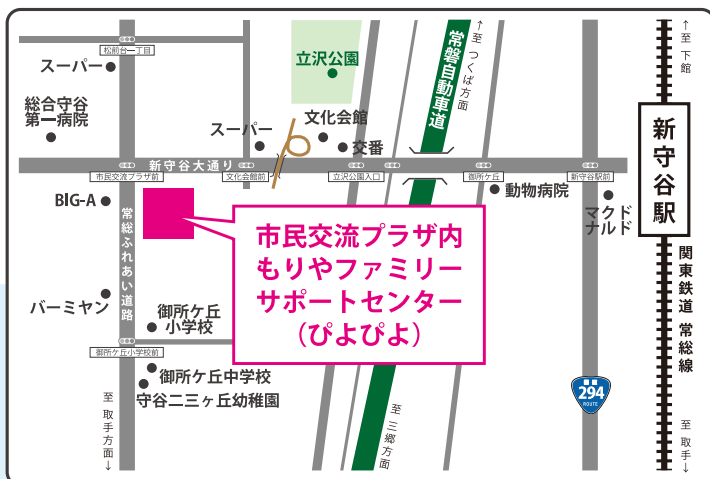 松前台一丁目
スーパー
総合守谷
第一病院
立沢公園
文化会館
スーパー
交番
新守谷大通り
市民交流プラザ前
文化会館前
立沢公園入口
御所ケ丘
新守谷駅前
常磐自動車道
↑至 つくば方面
↑至 下館
新守谷駅
動物病院
マクド
ナルド
BIG-A
常総ふれあい道路
市民交流プラザ内
もりやファミリー
サポートセンター
（ぴよぴよ）
関東鉄道 常総線
バーミヤン
御所ケ丘
小学校
御所ケ丘小学校前
御所ケ丘中学校
守谷二三ヶ丘幼稚園
294
ROUTE
至 取手方面↓
至 三郷方面
至 取手↓